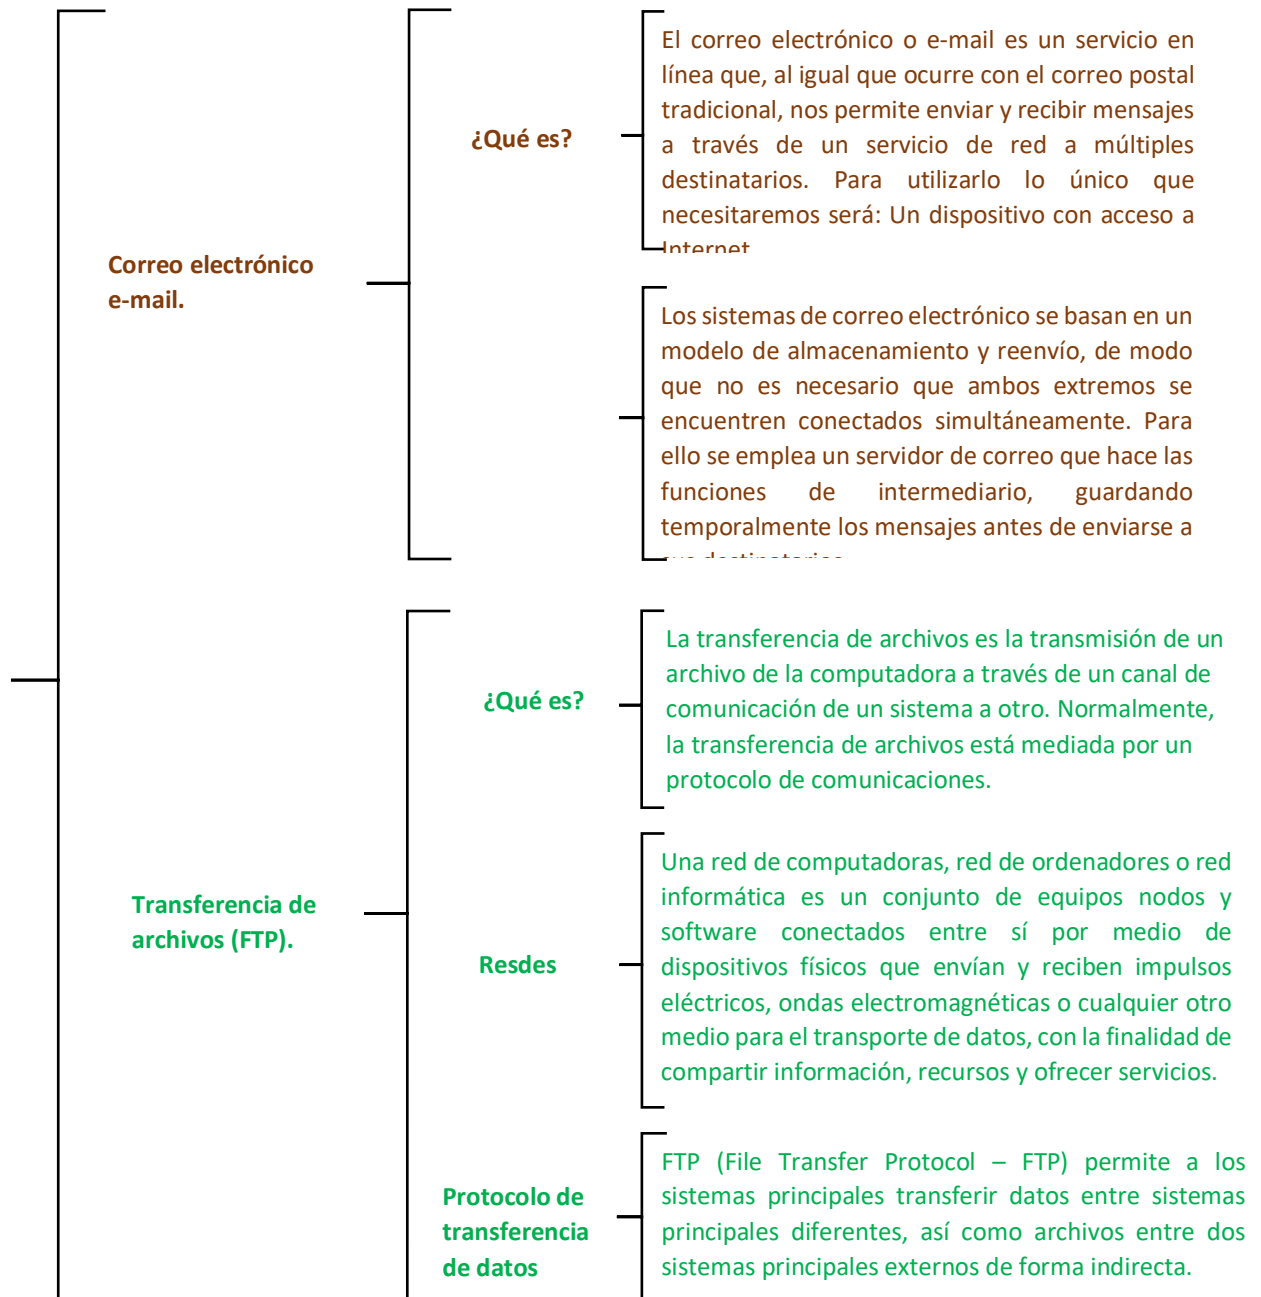 Correo electrónico
e-mail.
¿Qué es?
El correo electrónico o e-mail es un servicio en
línea que, al igual que ocurre con el correo postal
tradicional, nos permite enviar y recibir mensajes
a través de un servicio de red a múltiples
destinatarios. Para utilizarlo lo único que
necesitaremos será: Un dispositivo con acceso a
Internet
Los sistemas de correo electrónico se basan en un
modelo de almacenamiento y reenvío, de modo
que no es necesario que ambos extremos se
encuentren conectados simultáneamente. Para
ello se emplea un servidor de correo que hace las
funciones de intermediario, guardando
temporalmente los mensajes antes de enviarse a
sus destinatarios
Transferencia de
archivos (FTP).
¿Qué es?
La transferencia de archivos es la transmisión de un
archivo de la computadora a través de un canal de
comunicación de un sistema a otro. Normalmente,
la transferencia de archivos está mediada por un
protocolo de comunicaciones.
Resdes
Una red de computadoras, red de ordenadores o red
informática es un conjunto de equipos nodos y
software conectados entre sí por medio de
dispositivos físicos que envían y reciben impulsos
eléctricos, ondas electromagnéticas o cualquier otro
medio para el transporte de datos, con la finalidad de
compartir información, recursos y ofrecer servicios.
Protocolo de
transferencia
de datos
FTP (File Transfer Protocol – FTP) permite a los
sistemas principales transferir datos entre sistemas
principales diferentes, así como archivos entre dos
sistemas principales externos de forma indirecta.